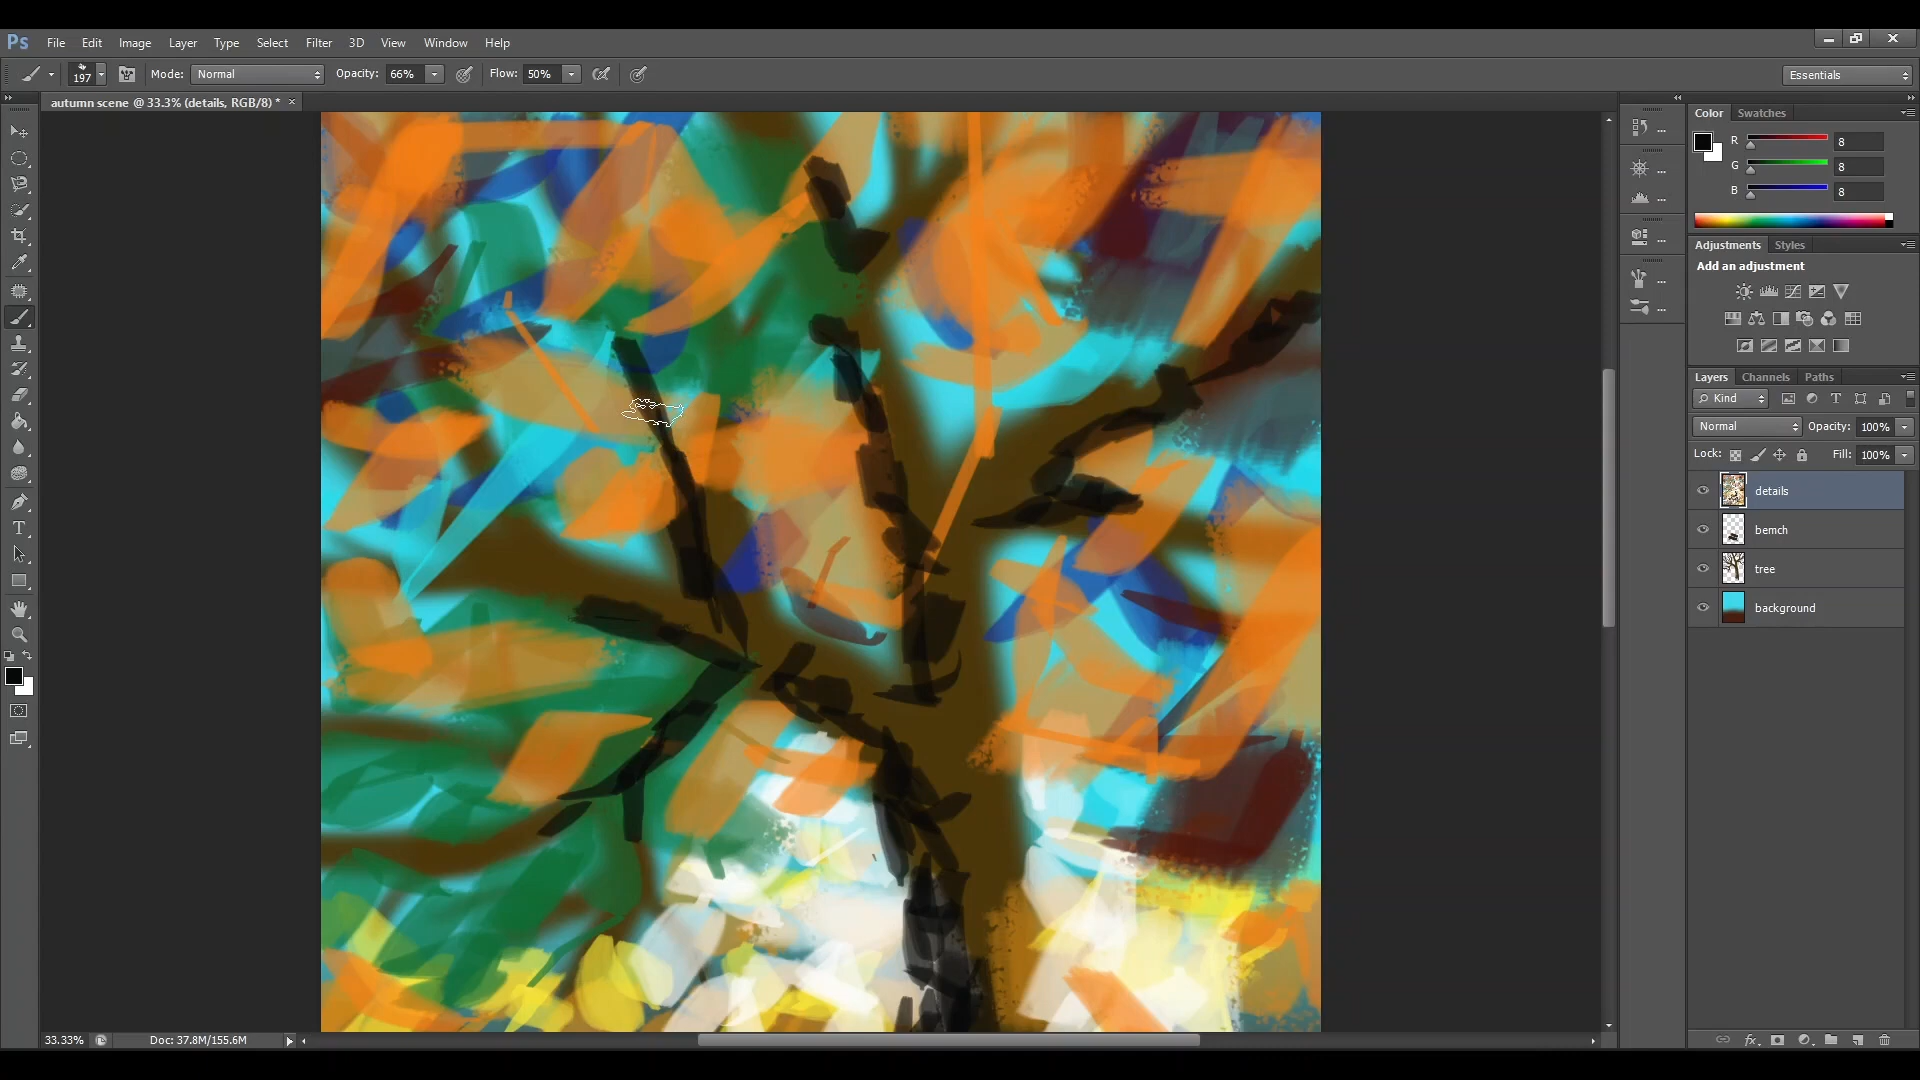 Ps File Edit Image Layer Type Select Filter 3D View Window Help
197 Mode: Normal Opacity: 66% Flow: 50% Essentials
autumn scene @ 33.3% (details, RGB/8) * ×
Color Swatches
R 8
G 8
B 8
Adjustments Styles
Add an adjustment
Layers Channels Paths
Kind
Normal Opacity: 100%
Lock: Fill: 100%
details
bemch
tree
background
33.33% Doc: 37.8M/155.6M